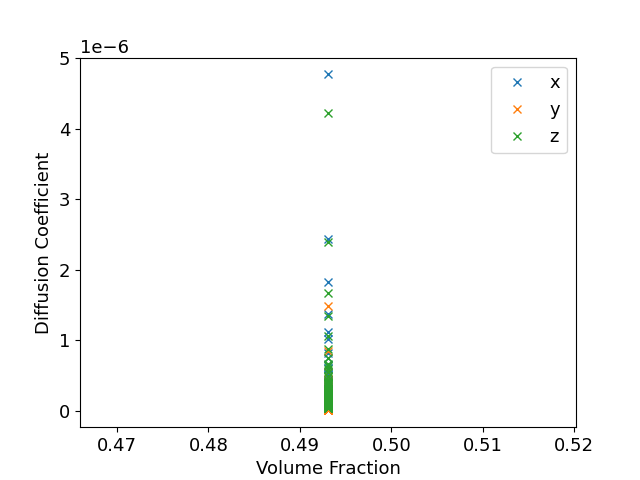 1e−6
5
4
3
2
1
0
Diffusion Coefficient
x
y
z
0.47 0.48 0.49 0.50 0.51 0.52
Volume Fraction